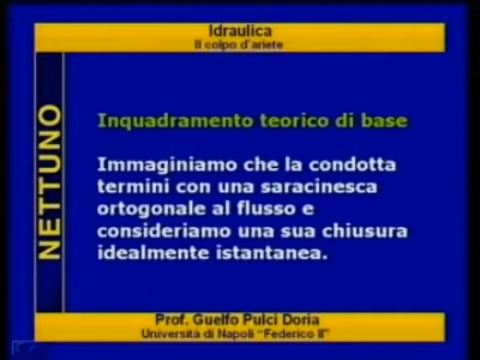 Idraulica
Il colpo d'ariete
NETTUNO
Inquadramento teorico di base
Immaginiamo che la condotta
termini con una saracinesca
ortogonale al flusso e
consideriamo una sua chiusura
idealmente istantanea.
Prof. Guelfo Pulci Doria
Università di Napoli "Federico II"